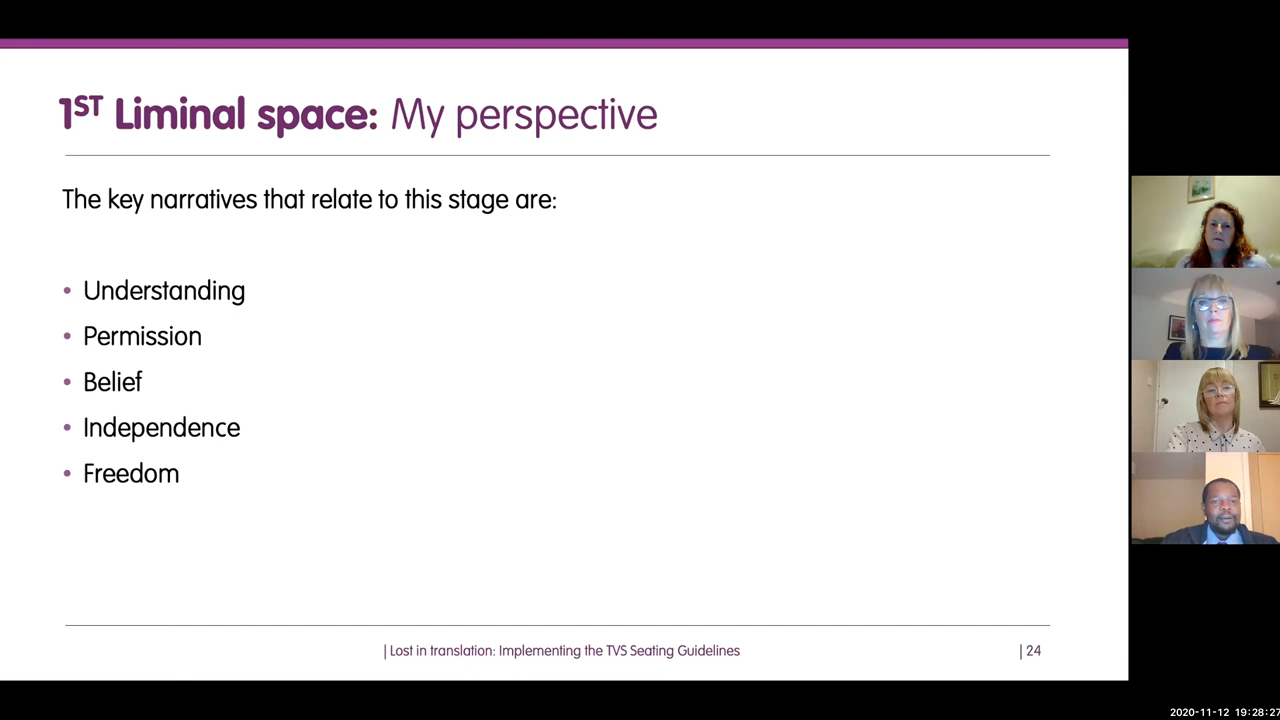 1ST Liminal space: My perspective
The key narratives that relate to this stage are:
• Understanding
• Permission
• Belief
• Independence
• Freedom
| Lost in translation: Implementing the TVS Seating Guidelines
| 24
2020-11-12 19:28:27